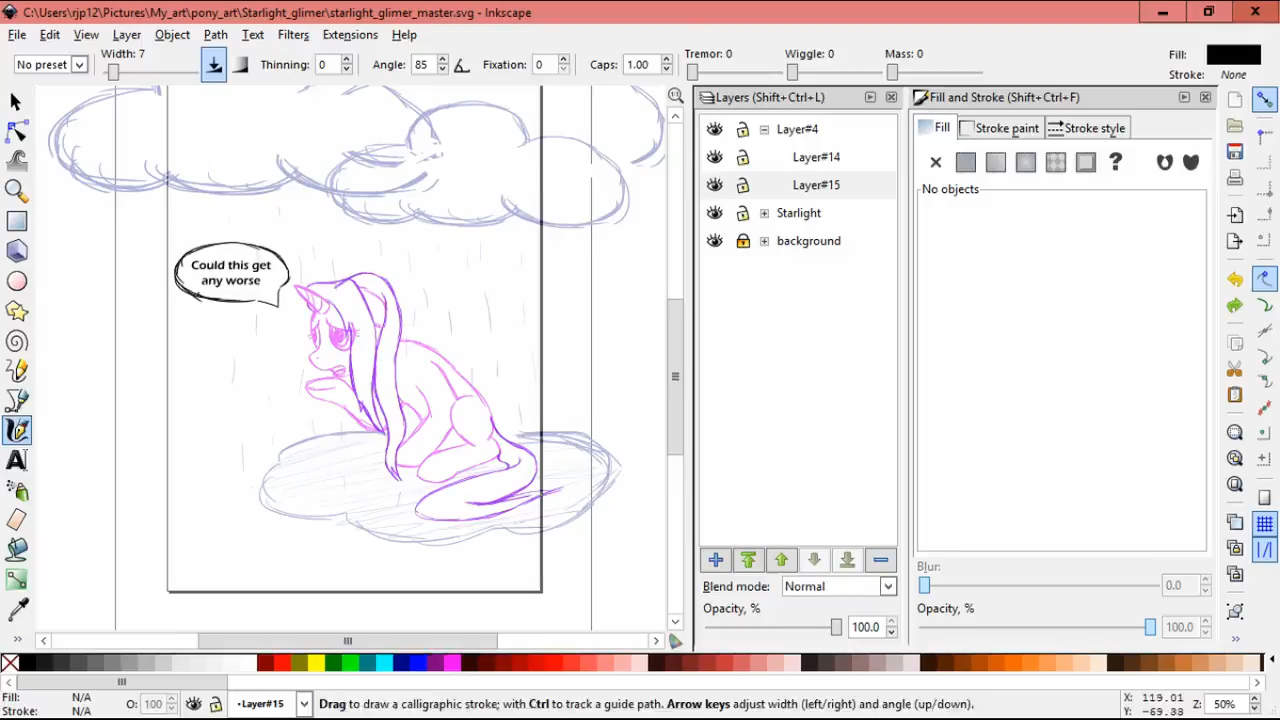 C:\Users\rjp12\Pictures\My_art\pony_art\Starlight_glimer\starlight_glimer_master.svg - Inkscape
File Edit View Layer Object Path Text Filters Extensions Help
No preset Width: 7 Thinning: 0 Angle: 85 Fixation: 0 Caps: 1.00 Tremor: 0 Wiggle: 0 Mass: 0 Fill:
Stroke: None
Layers (Shift+Ctrl+L) Fill and Stroke (Shift+Ctrl+F)
Fill Stroke paint Stroke style
Layer#4
Layer#14
Layer#15
Starlight
background
?
No objects
Could this get
any worse
Blend mode: Normal
Opacity, %
100.0
Blur:
0.0
Opacity, %
100.0
Fill: N/A
Stroke: N/A
O: 100
•Layer#15
Drag to draw a calligraphic stroke; with Ctrl to track a guide path. Arrow keys adjust width (left/right) and angle (up/down).
X: 119.01
Y: -69.38
Z: 50%